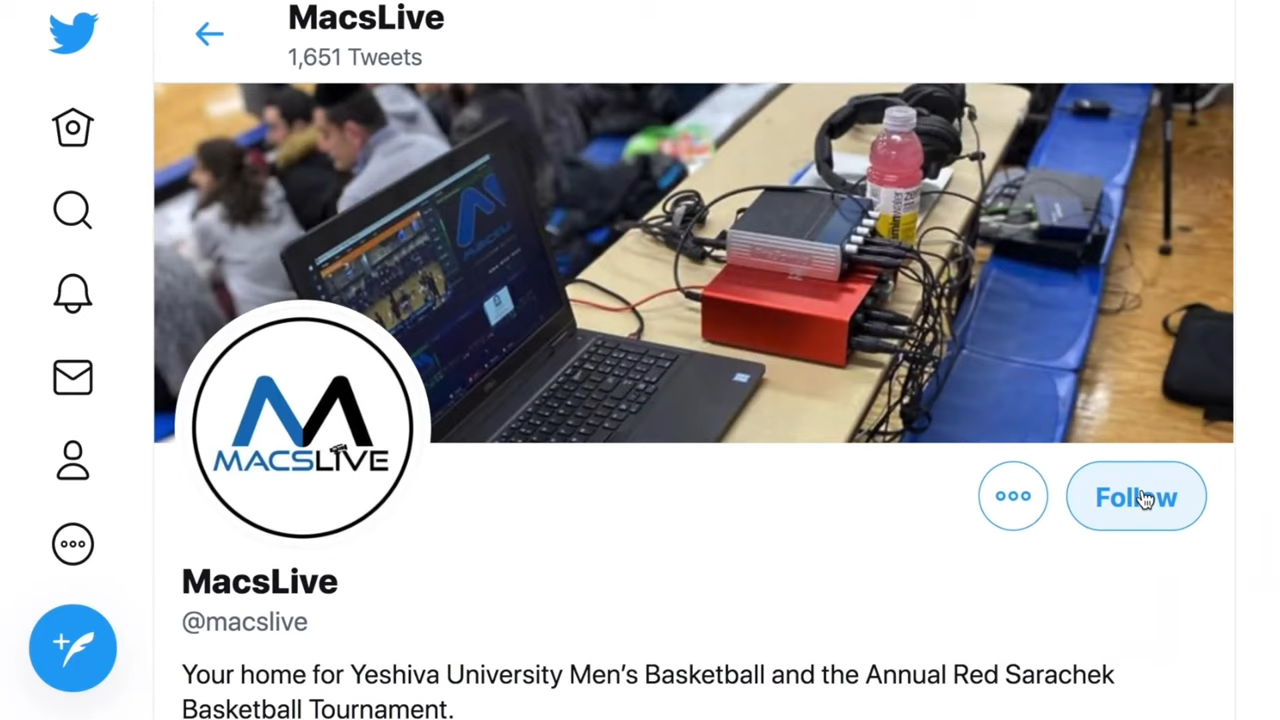 MacsLive
1,651 Tweets
MACSLIVE
Follow
MacsLive
@macslive
Your home for Yeshiva University Men's Basketball and the Annual Red Sarachek
Basketball Tournament.